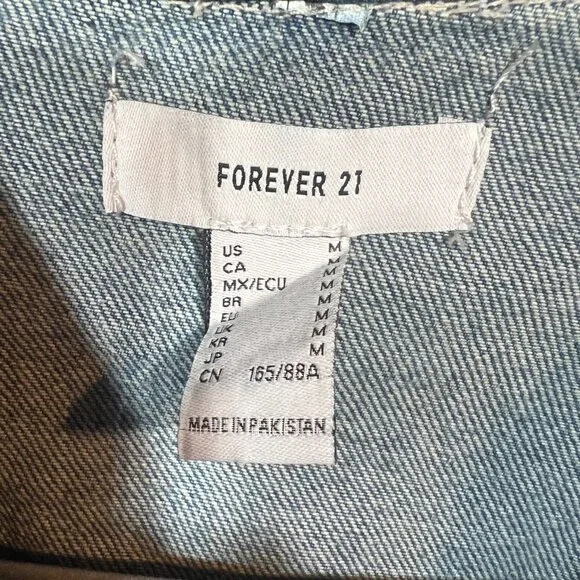 FOREVER 21
US M
CA M
MX/ECU M
BR M
EU M
UK M
KR M
JP M
CN 165/88A
MADE IN PAKISTAN